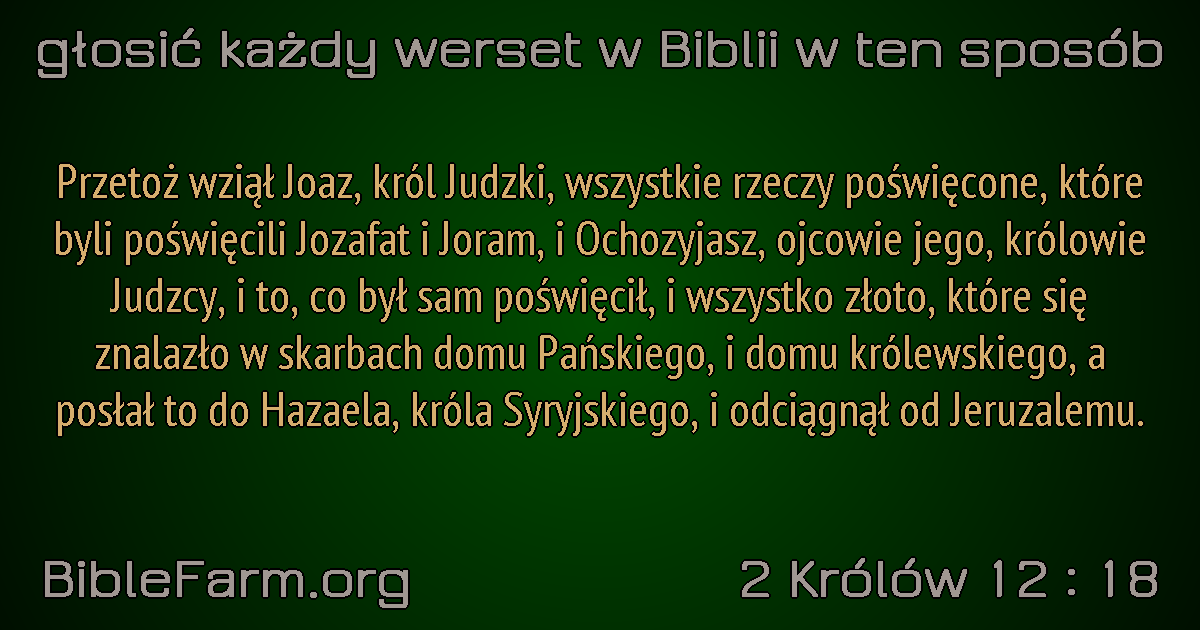 głosić każdy werset w Biblii w ten sposób
Przetoż wziął Joaz, król Judzki, wszystkie rzeczy poświęcone, które
byli poświęcili Jozafat i Joram, i Ochozyjasz, ojcowie jego, królowie
Judzcy, i to, co był sam poświęcił, i wszystko złoto, które się
znalazło w skarbach domu Pańskiego, i domu królewskiego, a
posłał to do Hazaela, króla Syryjskiego, i odciągnął od Jeruzalemu.
BibleFarm.org
2 Królów 12 : 18